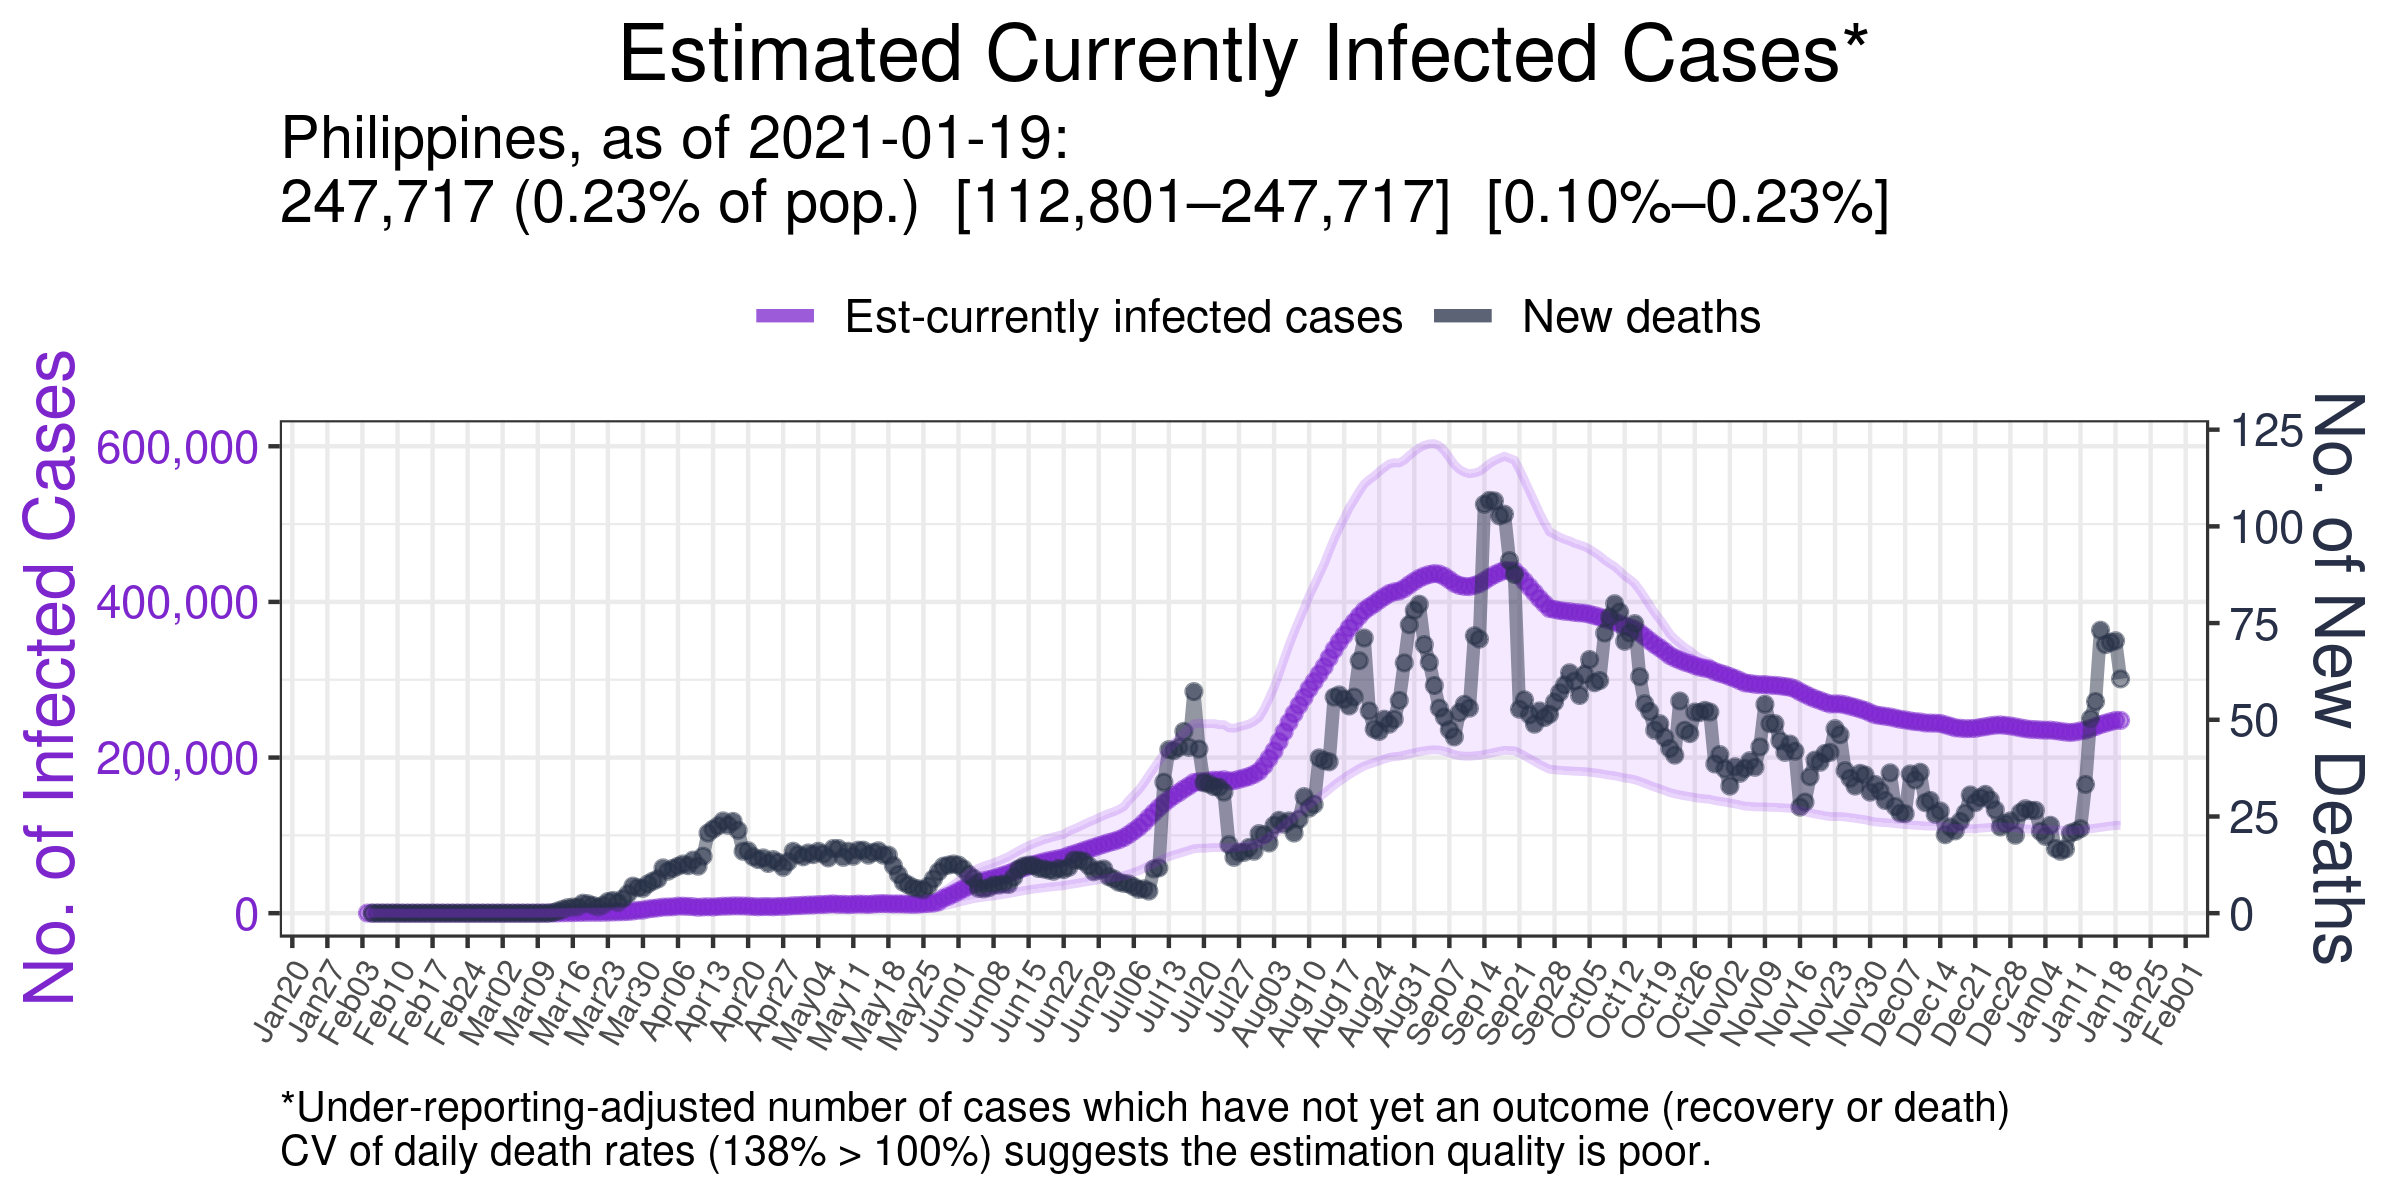 Estimated Currently Infected Cases*
Philippines, as of 2021-01-19:
247,717 (0.23% of pop.)  [112,801–247,717]  [0.10%–0.23%]
Est-currently infected cases
New deaths
No. of Infected Cases
600,000
400,000
200,000
0
125
100
75
50
25
0
No. of New Deaths
Jan20
Jan27
Feb03
Feb10
Feb17
Feb24
Mar02
Mar09
Mar16
Mar23
Mar30
Apr06
Apr13
Apr20
Apr27
May04
May11
May18
May25
Jun01
Jun08
Jun15
Jun22
Jun29
Jul06
Jul13
Jul20
Jul27
Aug03
Aug10
Aug17
Aug24
Aug31
Sep07
Sep14
Sep21
Sep28
Oct05
Oct12
Oct19
Oct26
Nov02
Nov09
Nov16
Nov23
Nov30
Dec07
Dec14
Dec21
Dec28
Jan04
Jan11
Jan18
Jan25
Feb01
*Under-reporting-adjusted number of cases which have not yet an outcome (recovery or death)
CV of daily death rates (138% > 100%) suggests the estimation quality is poor.